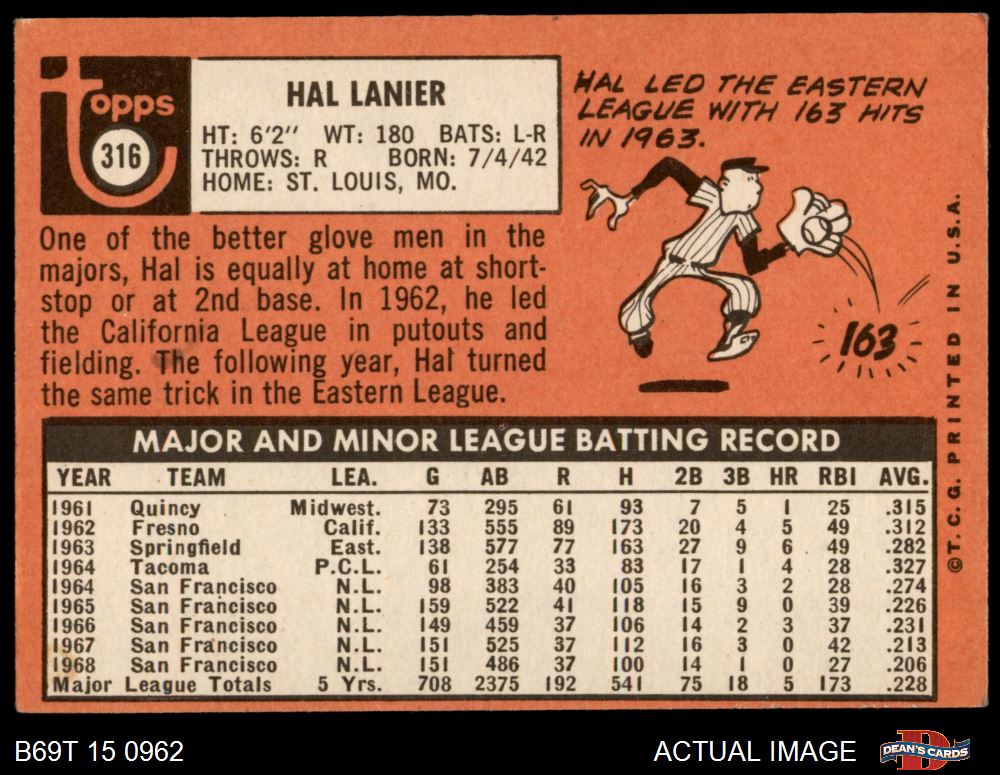 topps
316
HAL LANIER
HT: 6'2" WT: 180 BATS: L-R
THROWS: R BORN: 7/4/42
HOME: ST. LOUIS, MO.
HAL LED THE EASTERN
LEAGUE WITH 163 HITS
IN 1963.
163
One of the better glove men in the
majors, Hal is equally at home at short-
stop or at 2nd base. In 1962, he led
the California League in putouts and
fielding. The following year, Hal turned
the same trick in the Eastern League.
MAJOR AND MINOR LEAGUE BATTING RECORD
YEAR TEAM LEA. G AB R H 2B 3B HR RBI AVG.
1961 Quincy Midwest. 73 295 61 93 7 5 1 25 .315
1962 Fresno Calif. 133 555 89 173 20 4 5 49 .312
1963 Springfield East. 138 577 77 163 27 9 6 49 .282
1964 Tacoma P.C.L. 61 254 33 83 17 1 4 28 .327
1964 San Francisco N.L. 98 383 40 105 16 3 2 28 .274
1965 San Francisco N.L. 159 522 41 118 15 9 0 39 .226
1966 San Francisco N.L. 149 459 37 106 14 2 3 37 .231
1967 San Francisco N.L. 151 525 37 112 16 3 0 42 .213
1968 San Francisco N.L. 151 486 37 100 14 1 0 27 .206
Major League Totals 5 Yrs. 708 2375 192 541 75 18 5 173 .228
©T. C. G. PRINTED IN U. S. A.
B69T 15 0962
ACTUAL IMAGE
D
DEAN'S CARDS